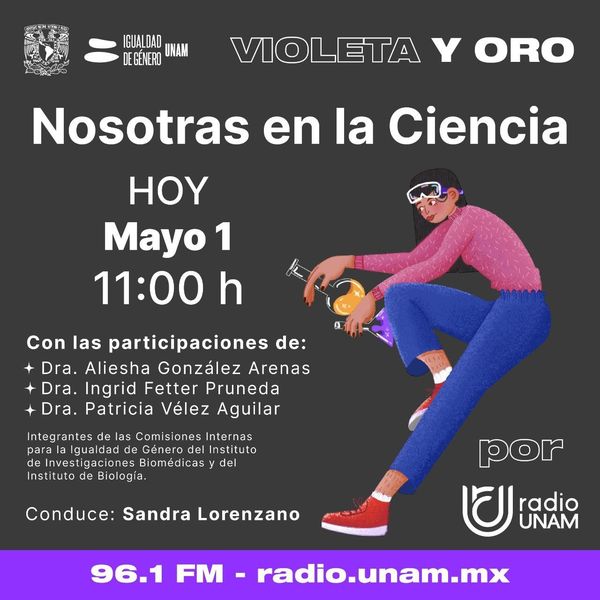 IGUALDAD
DE GÉNERO UNAM
VIOLETA Y ORO
Nosotras en la Ciencia
HOY
Mayo 1
11:00 h
Con las participaciones de:
Dra. Aliesha González Arenas
Dra. Ingrid Fetter Pruneda
Dra. Patricia Vélez Aguilar
Integrantes de las Comisiones Internas
para la Igualdad de Género del Instituto
de Investigaciones Biomédicas y del
Instituto de Biología.
Conduce: Sandra Lorenzano
por
radio
UNAM
96.1 FM - radio.unam.mx